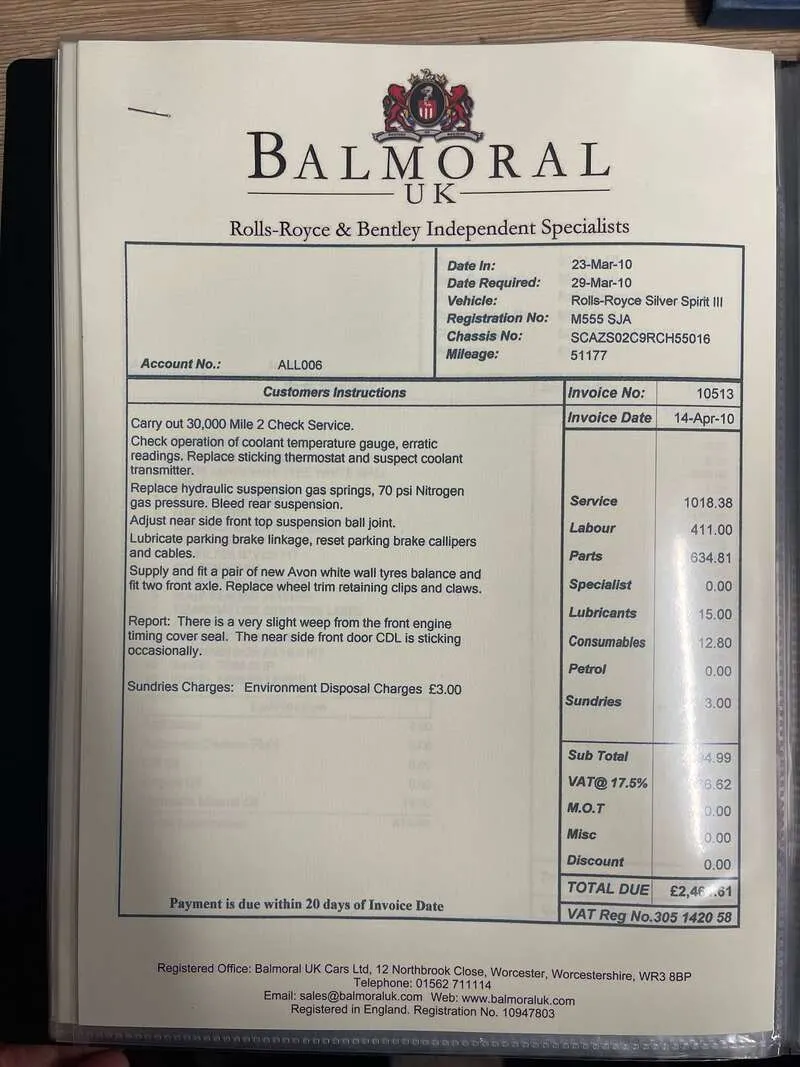 BALMORAL
UK
Rolls-Royce & Bentley Independent Specialists
Date In: 23-Mar-10
Date Required: 29-Mar-10
Vehicle: Rolls-Royce Silver Spirit III
Registration No: M555 SJA
Chassis No: SCAZS02C9RCH55016
Mileage: 51177
Account No.: ALL006
Customers Instructions
Invoice No: 10513
Invoice Date 14-Apr-10
Carry out 30,000 Mile 2 Check Service.
Check operation of coolant temperature gauge, erratic
readings. Replace sticking thermostat and suspect coolant
transmitter.
Replace hydraulic suspension gas springs, 70 psi Nitrogen
gas pressure. Bleed rear suspension.
Adjust near side front top suspension ball joint.
Lubricate parking brake linkage, reset parking brake callipers
and cables.
Supply and fit a pair of new Avon white wall tyres balance and
fit two front axle. Replace wheel trim retaining clips and claws.
Report: There is a very slight weep from the front engine
timing cover seal. The near side front door CDL is sticking
occasionally.
Sundries Charges: Environment Disposal Charges £3.00
Service 1018.38
Labour 411.00
Parts 634.81
Specialist 0.00
Lubricants 15.00
Consumables 12.80
Petrol 0.00
Sundries 3.00
Sub Total
VAT@ 17.5%
M.O.T 0.00
Misc 0.00
Discount 0.00
TOTAL DUE
VAT Reg No.305 1420 58
Payment is due within 20 days of Invoice Date
Registered Office: Balmoral UK Cars Ltd, 12 Northbrook Close, Worcester, Worcestershire, WR3 8BP
Telephone: 01562 711114
Email: sales@balmoraluk.com Web: www.balmoraluk.com
Registered in England. Registration No. 10947803